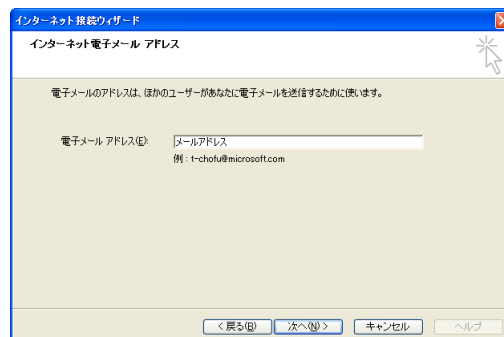 インターネット接続ウィザード
インターネット電子メール アドレス
電子メールのアドレスは、ほかのユーザーがあなたに電子メールを送信するために使います。
電子メール アドレス(E): メールアドレス
例 : t-chofu@microsoft.com
< 戻る(B) 次へ(N) > キャンセル ヘルプ